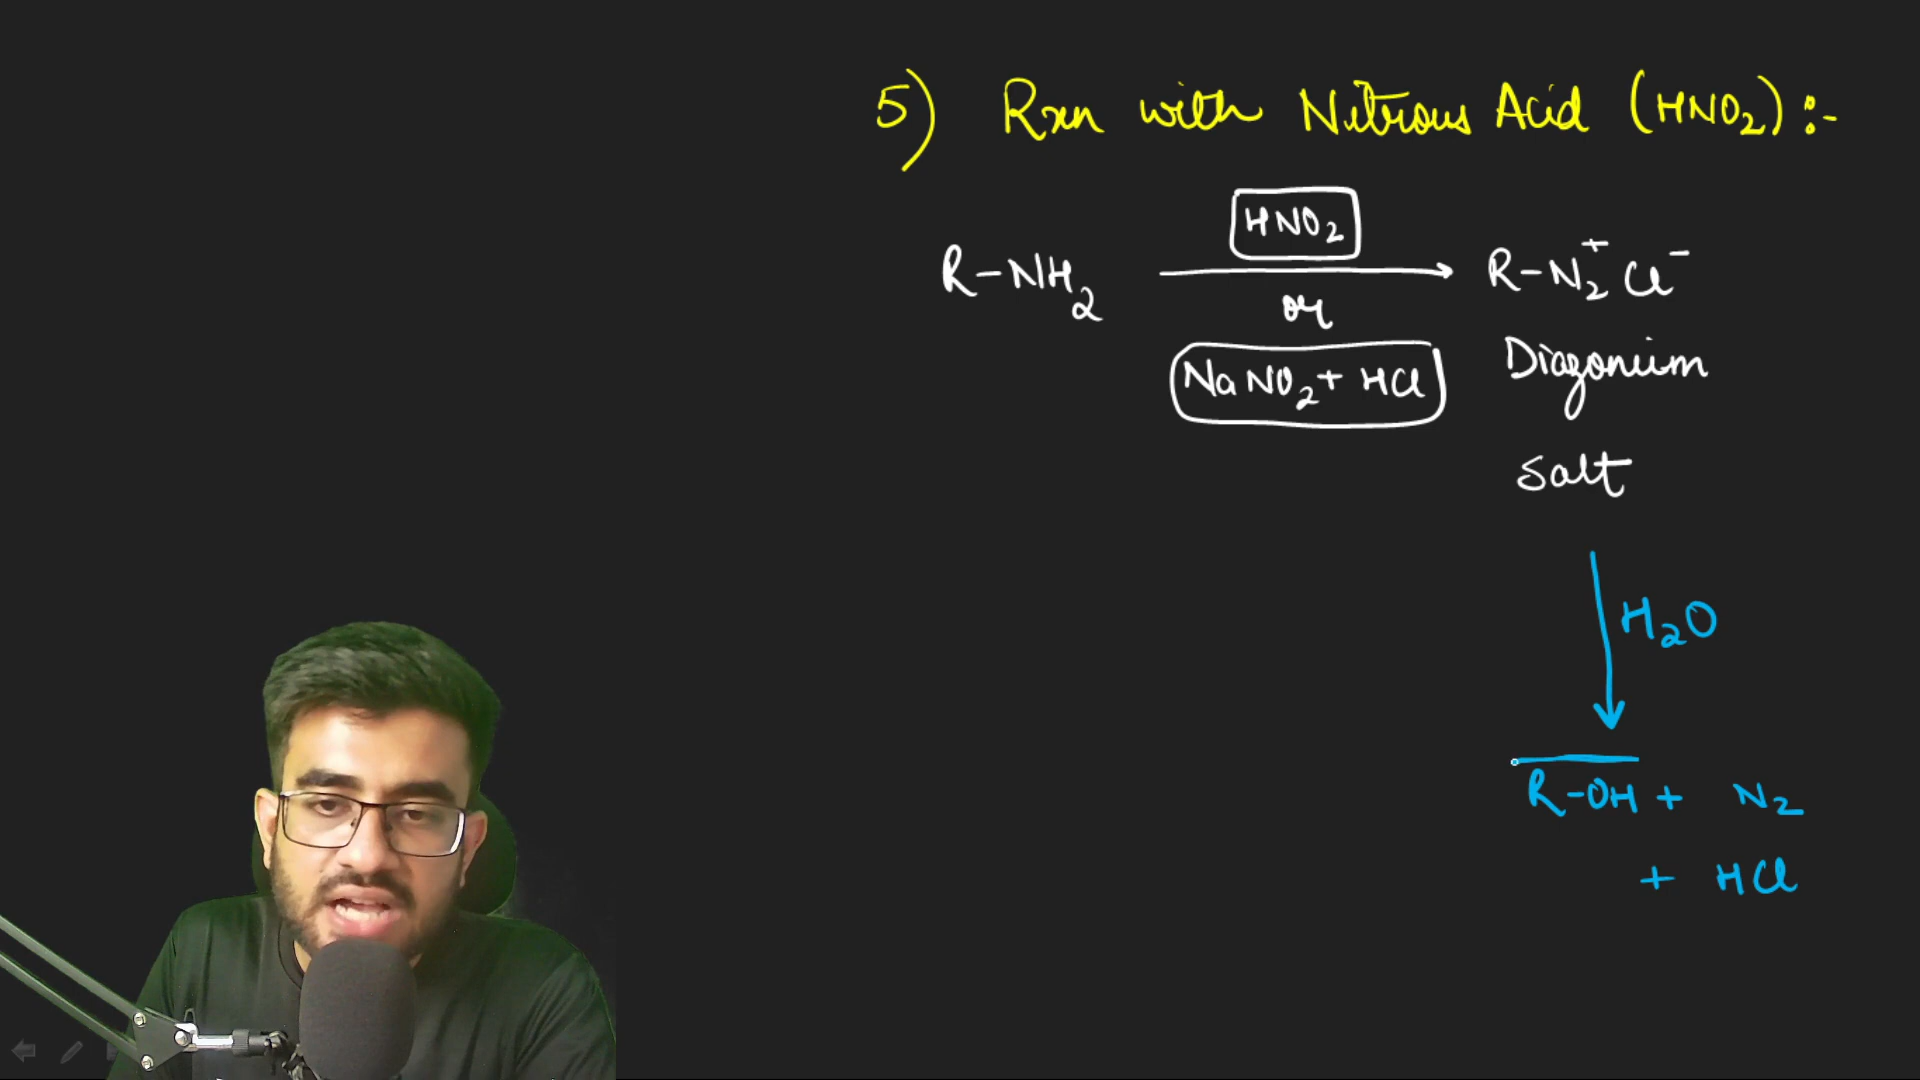 5) Rxn with Nitrous Acid (HNO₂) :-
HNO₂
R-NH₂ ⟶ R-N₂⁺ Cl⁻
or
NaNO₂ + HCl
Diazonium
Salt
H₂O
R-OH + N₂
+ HCl